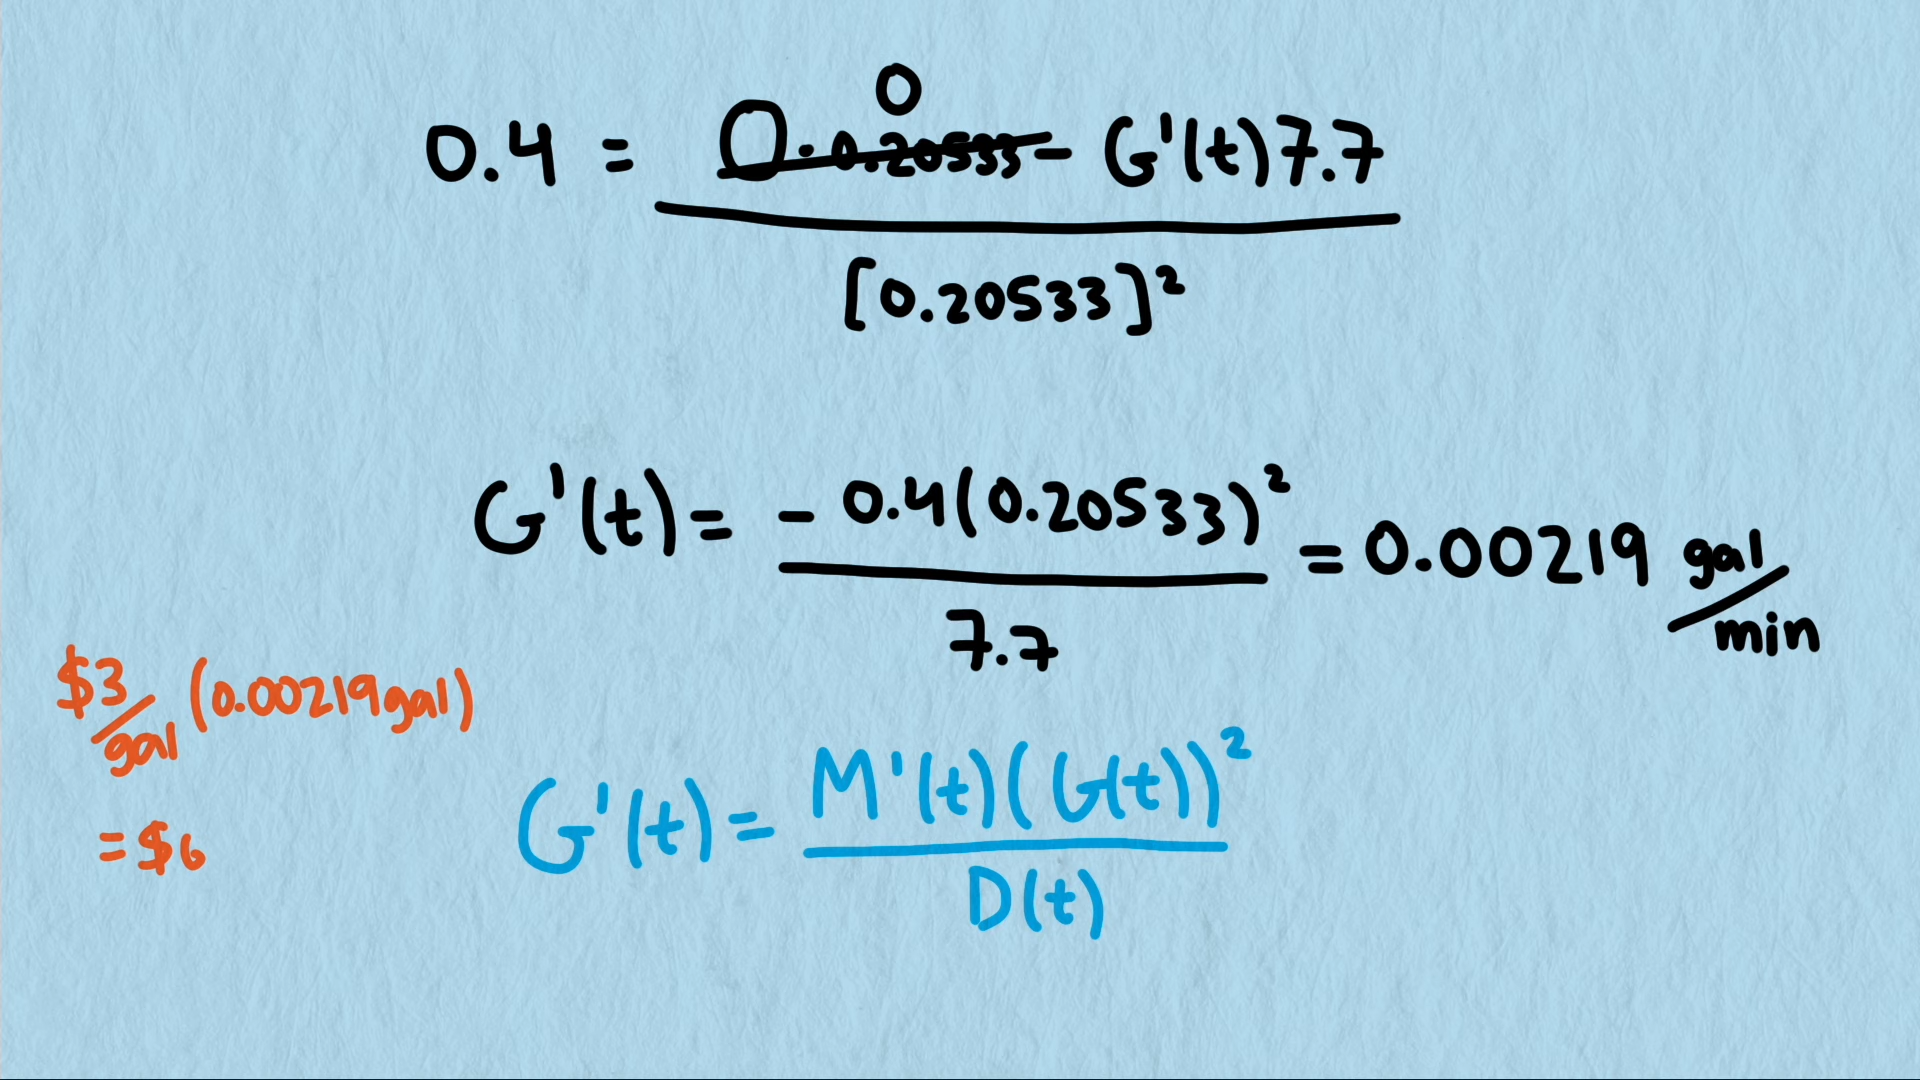 0
0.4 = 0 · 0.20533 - G'(t)7.7
[0.20533]²
G'(t) = - 0.4(0.20533)² = 0.00219 gal/min
7.7
$3/gal (0.00219gal)
= $6
G'(t) = M'(t)(G(t))²
D(t)